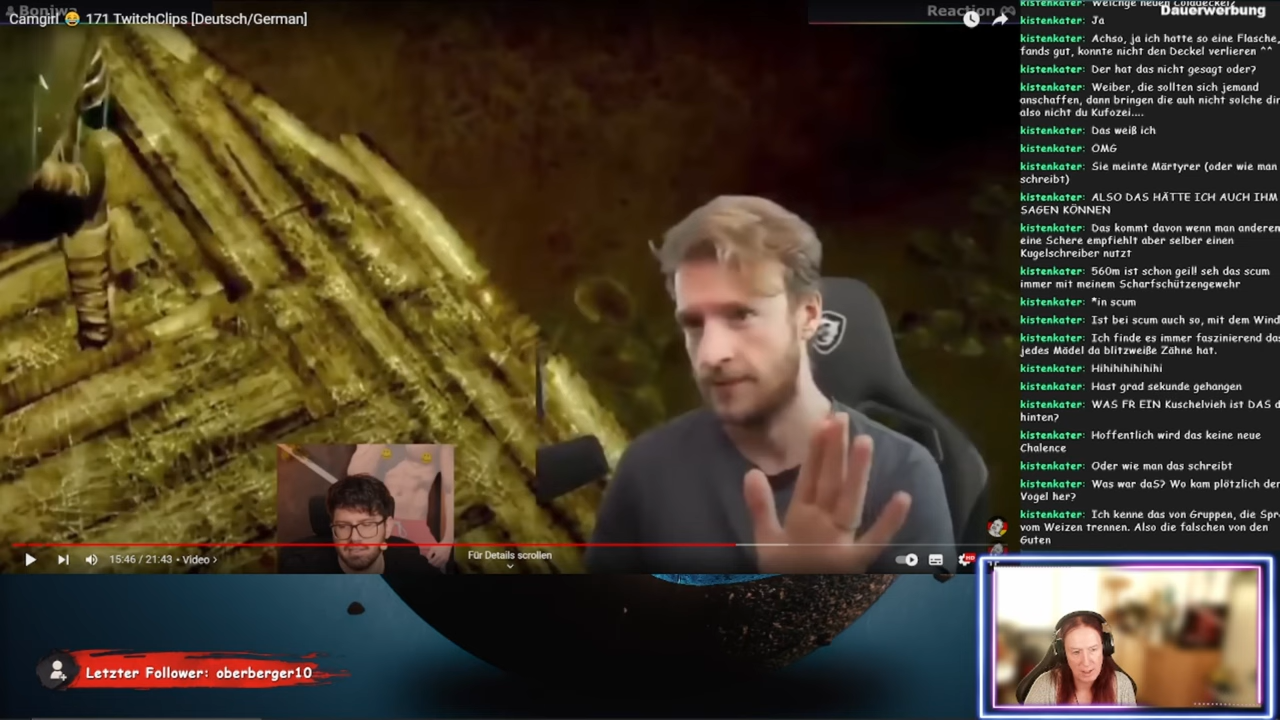 Boniwa
Camgirl 😂 171 TwitchClips [Deutsch/German]
Reaction
Dauerwerbung
kistenkater: Ja
kistenkater: Achso, ja ich hatte so eine Flasche,
fands gut, konnte nicht den Deckel verlieren ^^
kistenkater: Der hat das nicht gesagt oder?
kistenkater: Weiber, die sollten sich jemand
anschaffen, dann bringen die auh nicht solche
also nicht du Kufozei....
kistenkater: Das weiß ich
kistenkater: OMG
kistenkater: Sie meinte Märtyrer (oder wie man
schreibt)
kistenkater: ALSO DAS HÄTTE ICH AUCH IHM
SAGEN KÖNNEN
kistenkater: Das kommt davon wenn man anderen
eine Schere empfiehlt aber selber einen
Kugelschreiber nutzt
kistenkater: 560m ist schon geil! seh das scum
immer mit meinem Scharfschützengewehr
kistenkater: *in scum
kistenkater: Ist bei scum auch so, mit dem Wind
kistenkater: Ich finde es immer faszinierend das
jedes Mädel da blitzweiße Zähne hat.
kistenkater: Hihihihihihihi
kistenkater: Hast grad sekunde gehangen
kistenkater: WAS FR EIN Kuschelvieh ist DAS d
hinten?
kistenkater: Hoffentlich wird das keine neue
Chalence
kistenkater: Oder wie man das schreibt
kistenkater: Was war daS? Wo kam plötzlich der
Vogel her?
kistenkater: Ich kenne das von Gruppen, die Spr
vom Weizen trennen. Also die falschen von den
Guten
15:46 / 21:43 • Video >
Für Details scrollen
HD
Letzter Follower: oberberger10